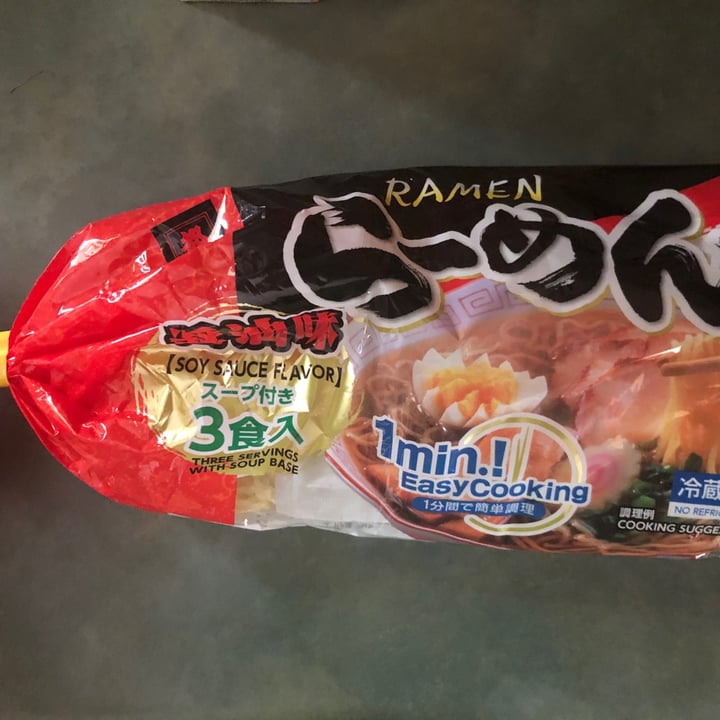 RAMEN
らーめん
醤油味
【SOY SAUCE FLAVOR】
スープ付き
3食入
THREE SERVINGS
WITH SOUP BASE
1min.!
EasyCooking
1分間で簡単調理
冷蔵
NO
調理例
COOKING